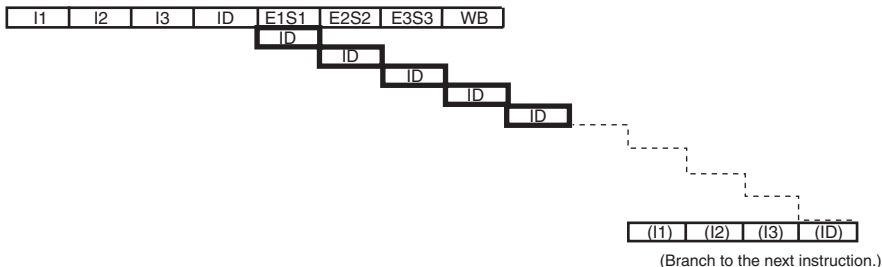 I1 I2 I3 ID E1S1 E2S2 E3S3 WB
ID
ID
ID
ID
ID
(I1) (I2) (I3) (ID)
(Branch to the next instruction.)